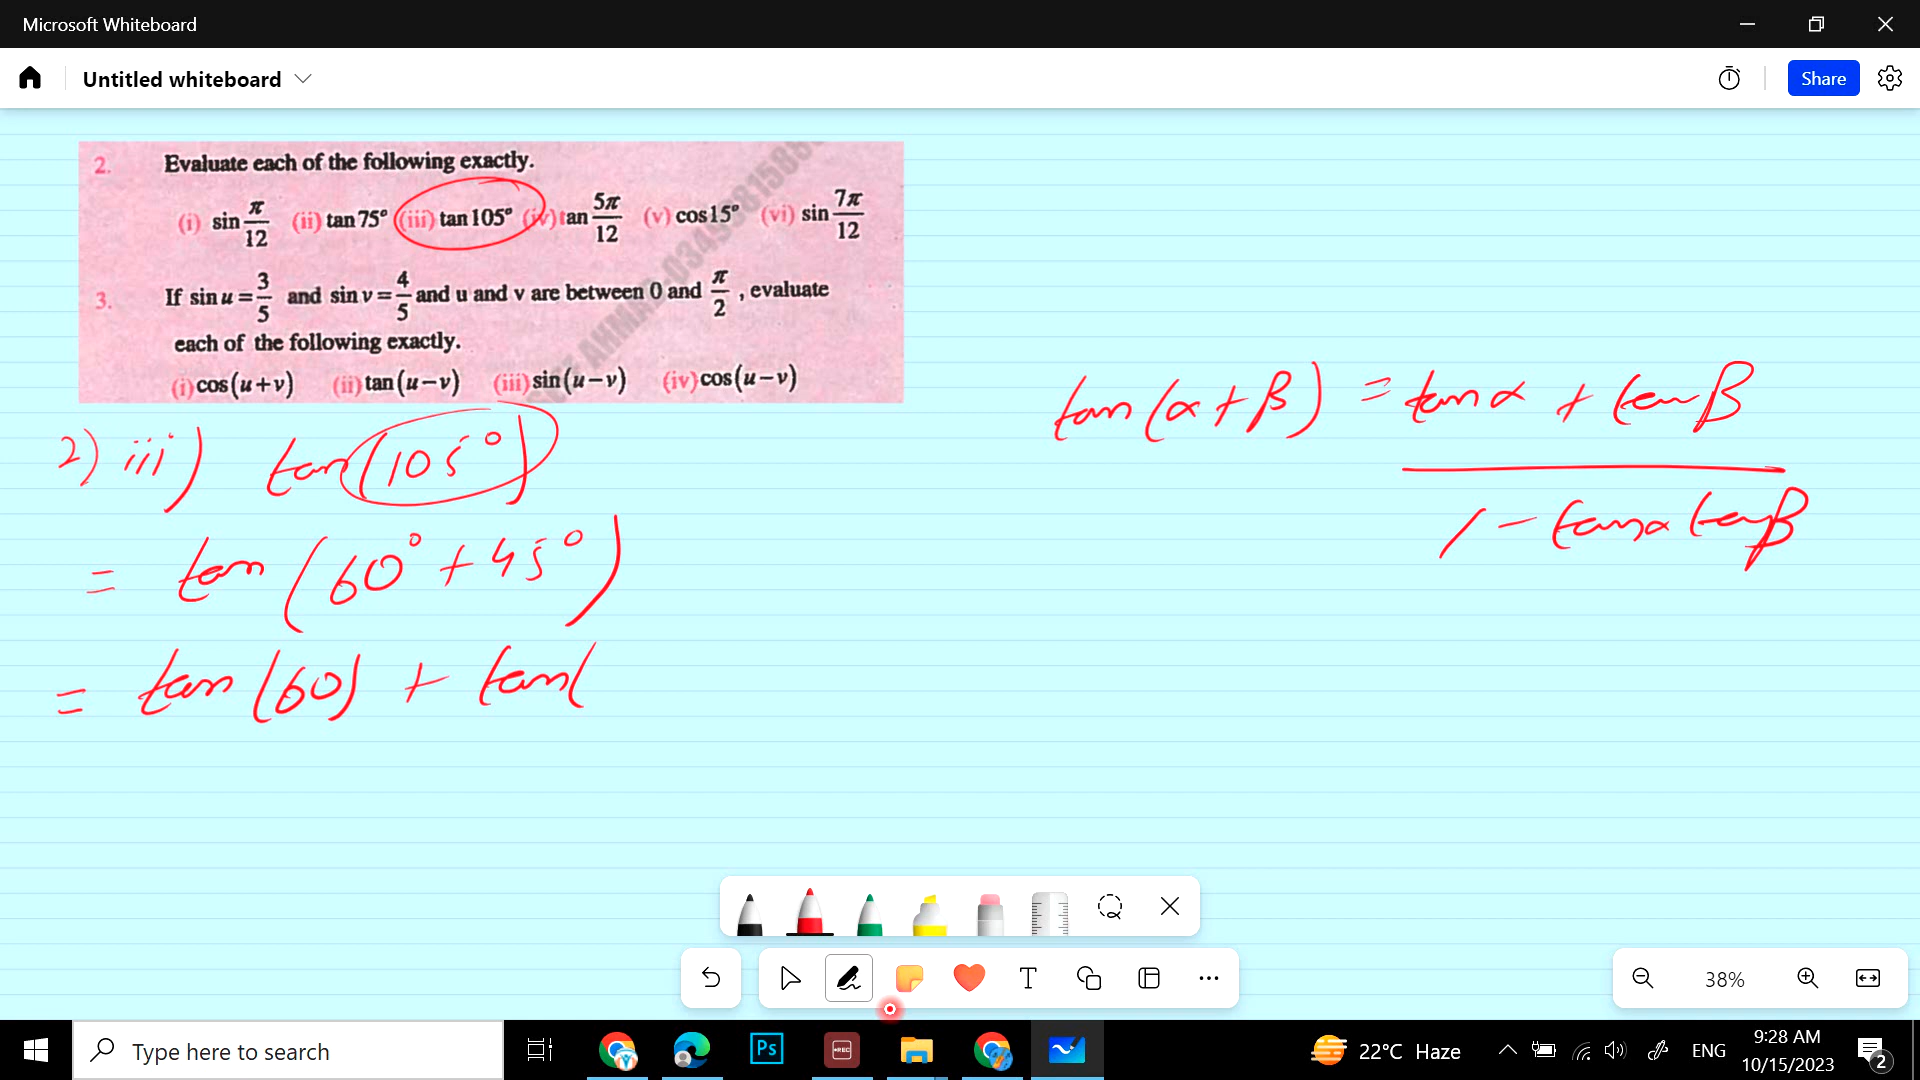 Microsoft Whiteboard
Untitled whiteboard
Share
2. Evaluate each of the following exactly.
(i) sin π/12 (ii) tan 75° (iii) tan 105° (iv) tan 5π/12 (v) cos 15° (vi) sin 7π/12
3. If sin u = 3/5 and sin v = 4/5 and u and v are between 0 and π/2 , evaluate
each of the following exactly.
(i) cos(u+v) (ii) tan(u−v) (iii) sin(u−v) (iv) cos(u−v)
tan(α+β) = tanα + tanβ
1 - tanα tanβ
2) iii) tan(105°)
= tan(60° + 45°)
= tan(60) + tan(
38%
Type here to search
Ps
REC
22°C Haze
ENG
9:28 AM
10/15/2023
2